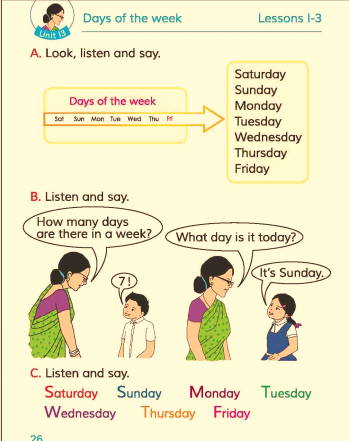 Unit 13
Days of the week
Lessons 1-3
A. Look, listen and say.
Days of the week
Sat Sun Mon Tue Wed Thu Fri
Saturday
Sunday
Monday
Tuesday
Wednesday
Thursday
Friday
B. Listen and say.
How many days
are there in a week?
7!
What day is it today?
It's Sunday.
C. Listen and say.
Saturday Sunday Monday Tuesday
Wednesday Thursday Friday
26